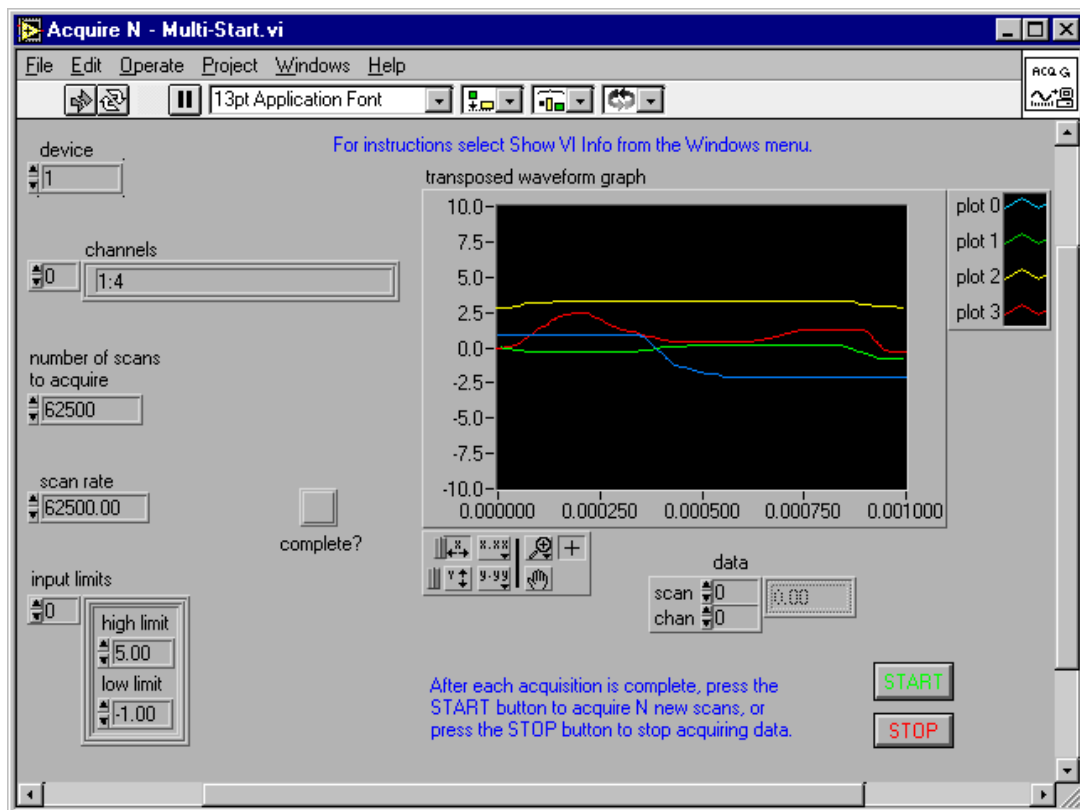 Acquire N - Multi-Start.vi
File Edit Operate Project Windows Help
ACQ G
13pt Application Font
For instructions select Show VI Info from the Windows menu.
device
1
channels
0 1:4
number of scans
to acquire
62500
scan rate
62500.00
complete?
input limits
0
high limit
5.00
low limit
-1.00
transposed waveform graph
10.0-
7.5-
5.0-
2.5-
0.0-
-2.5-
-5.0-
-7.5-
-10.0-
0.000000 0.000250 0.000500 0.000750 0.001000
plot 0
plot 1
plot 2
plot 3
X x.xx
Y y.yy
data
scan 0 0.00
chan 0
After each acquisition is complete, press the
START button to acquire N new scans, or
press the STOP button to stop acquiring data.
START
STOP